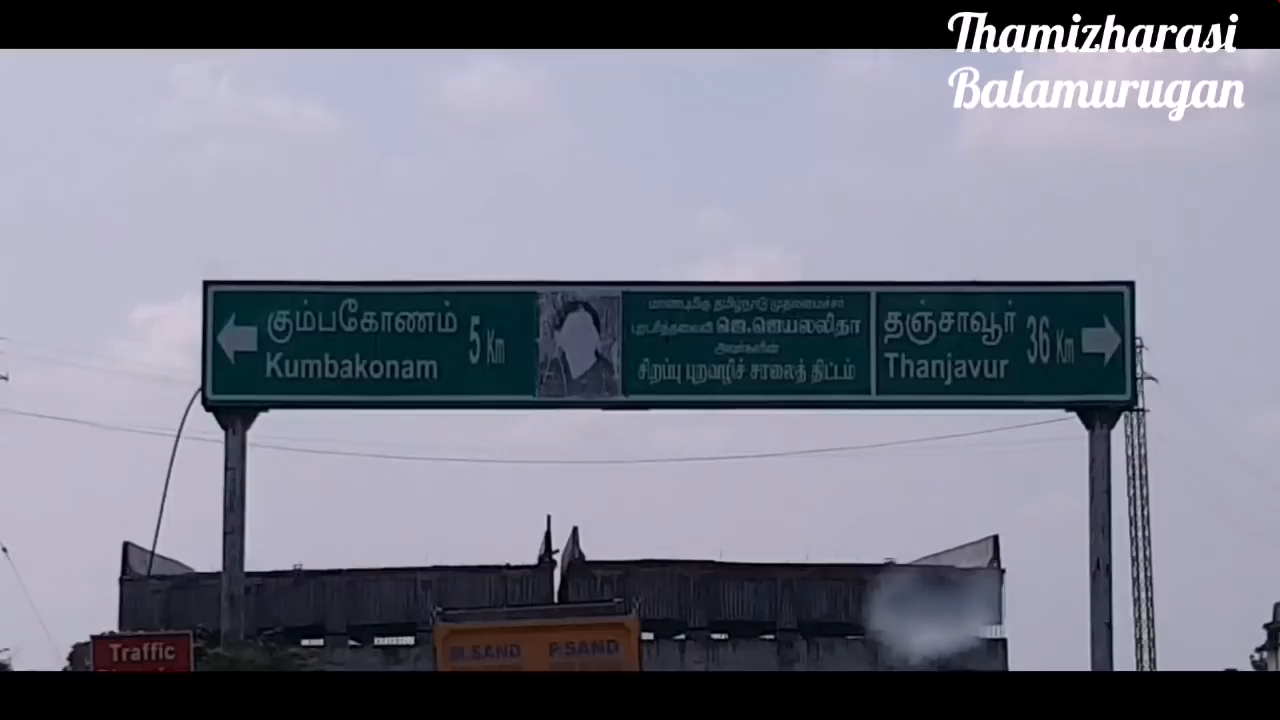 Thamizharasi
Balamurugan
கும்பகோணம்
Kumbakonam
5 Km
மாண்புமிகு தமிழ்நாடு முதலமைச்சர்
புரட்சித்தலைவி ஜெ.ஜெயலலிதா
அவர்களின்
சிறப்பு புறவழிச் சாலைத் திட்டம்
தஞ்சாவூர்
Thanjavur
36 Km
Traffic
M.SAND P.SAND